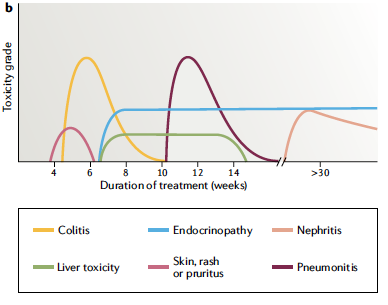 b
Toxicity grade
4 6 8 10 12 14 >30
Duration of treatment (weeks)
Colitis Endocrinopathy Nephritis
Liver toxicity Skin, rash Pneumonitis
or pruritus